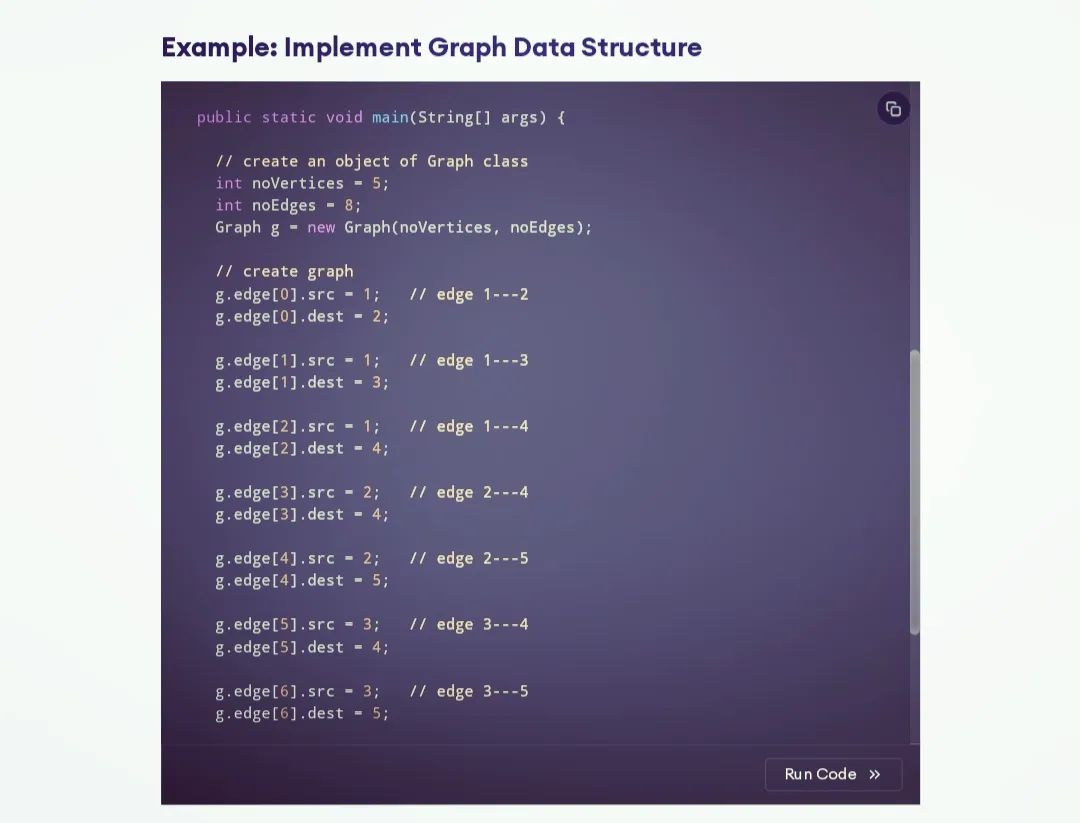 Example: Implement Graph Data Structure
public static void main(String[] args) {
// create an object of Graph class
int noVertices = 5;
int noEdges = 8;
Graph g = new Graph(noVertices, noEdges);
// create graph
g.edge[0].src = 1;   // edge 1---2
g.edge[0].dest = 2;
g.edge[1].src = 1;   // edge 1---3
g.edge[1].dest = 3;
g.edge[2].src = 1;   // edge 1---4
g.edge[2].dest = 4;
g.edge[3].src = 2;   // edge 2---4
g.edge[3].dest = 4;
g.edge[4].src = 2;   // edge 2---5
g.edge[4].dest = 5;
g.edge[5].src = 3;   // edge 3---4
g.edge[5].dest = 4;
g.edge[6].src = 3;   // edge 3---5
g.edge[6].dest = 5;
Run Code »